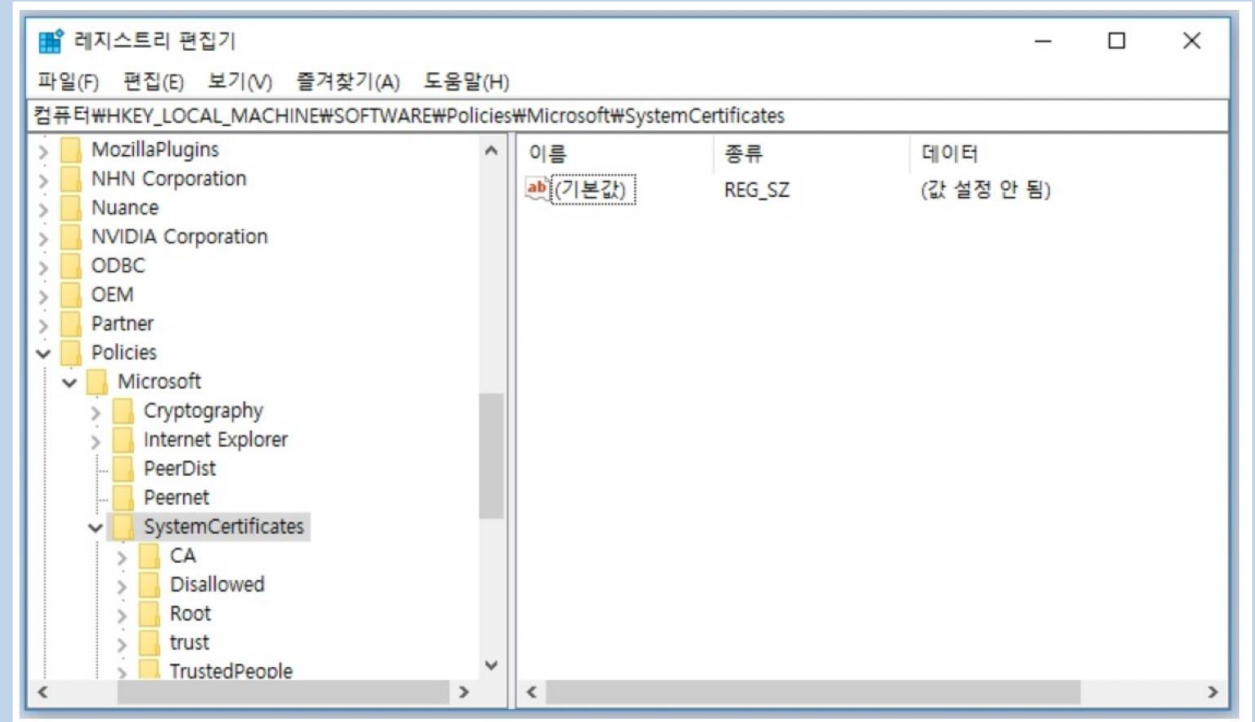 레지스트리 편집기
파일(F) 편집(E) 보기(V) 즐겨찾기(A) 도움말(H)
컴퓨터₩HKEY_LOCAL_MACHINE₩SOFTWARE₩Policies₩Microsoft₩SystemCertificates
MozillaPlugins
NHN Corporation
Nuance
NVIDIA Corporation
ODBC
OEM
Partner
Policies
Microsoft
Cryptography
Internet Explorer
PeerDist
Peernet
SystemCertificates
CA
Disallowed
Root
trust
TrustedPeople
이름 종류 데이터
ab (기본값) REG_SZ (값 설정 안 됨)